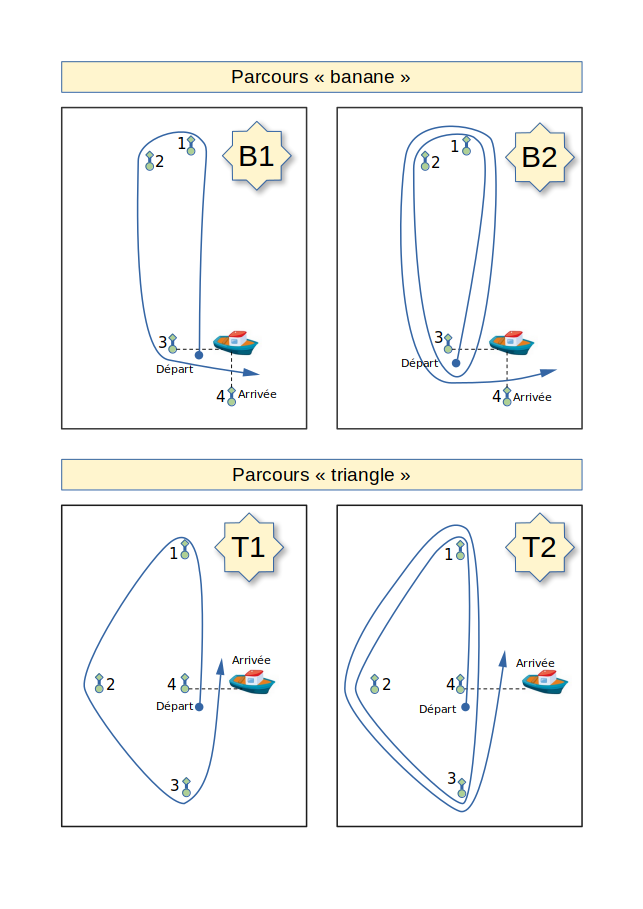 Parcours « banane »
B1
1
2
3
Départ
4
Arrivée
B2
1
2
3
Départ
4
Arrivée
Parcours « triangle »
T1
1
Arrivée
2
4
Départ
3
T2
1
Arrivée
2
4
Départ
3